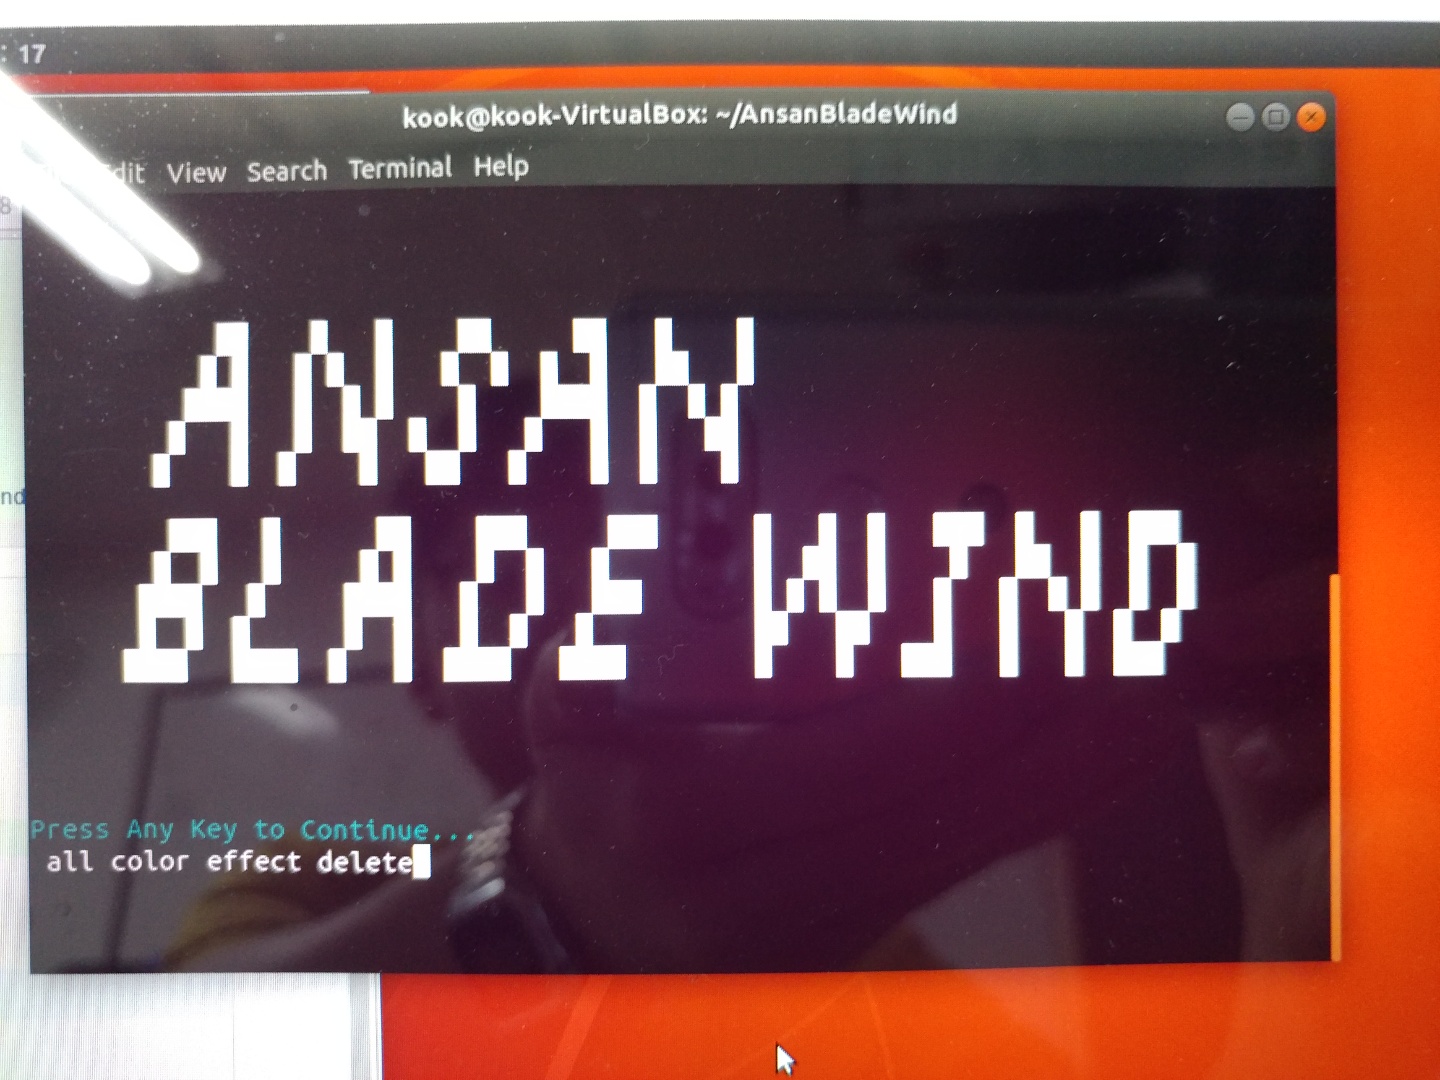 : 17
kook@kook-VirtualBox: ~/AnsanBladeWind
dit View Search Terminal Help
8
ANSAN
nd
BLADE WIND
Press Any Key to Continue...
all color effect delete